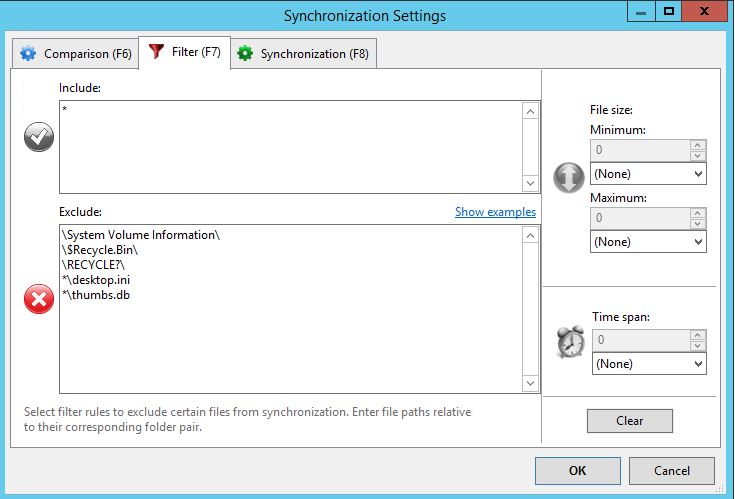 Synchronization Settings
Comparison (F6)
Filter (F7)
Synchronization (F8)
Include:
*
Exclude:
Show examples
\System Volume Information\
\$Recycle.Bin\
\RECYCLE?\
*\desktop.ini
*\thumbs.db
Select filter rules to exclude certain files from synchronization. Enter file paths relative
to their corresponding folder pair.
File size:
Minimum:
0
(None)
Maximum:
0
(None)
Time span:
0
(None)
Clear
OK
Cancel